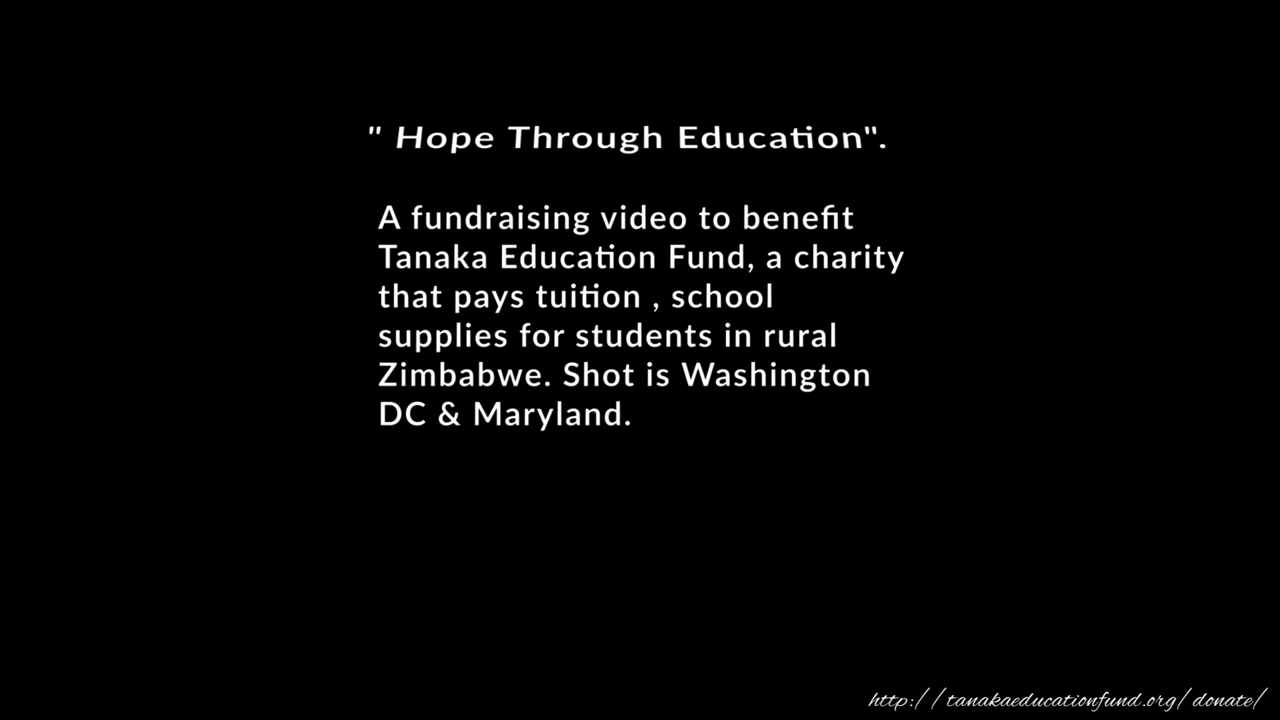 " Hope Through Education".
A fundraising video to benefit
Tanaka Education Fund, a charity
that pays tuition , school
supplies for students in rural
Zimbabwe. Shot is Washington
DC & Maryland.
http://tanakaeducationfund.org/donate/